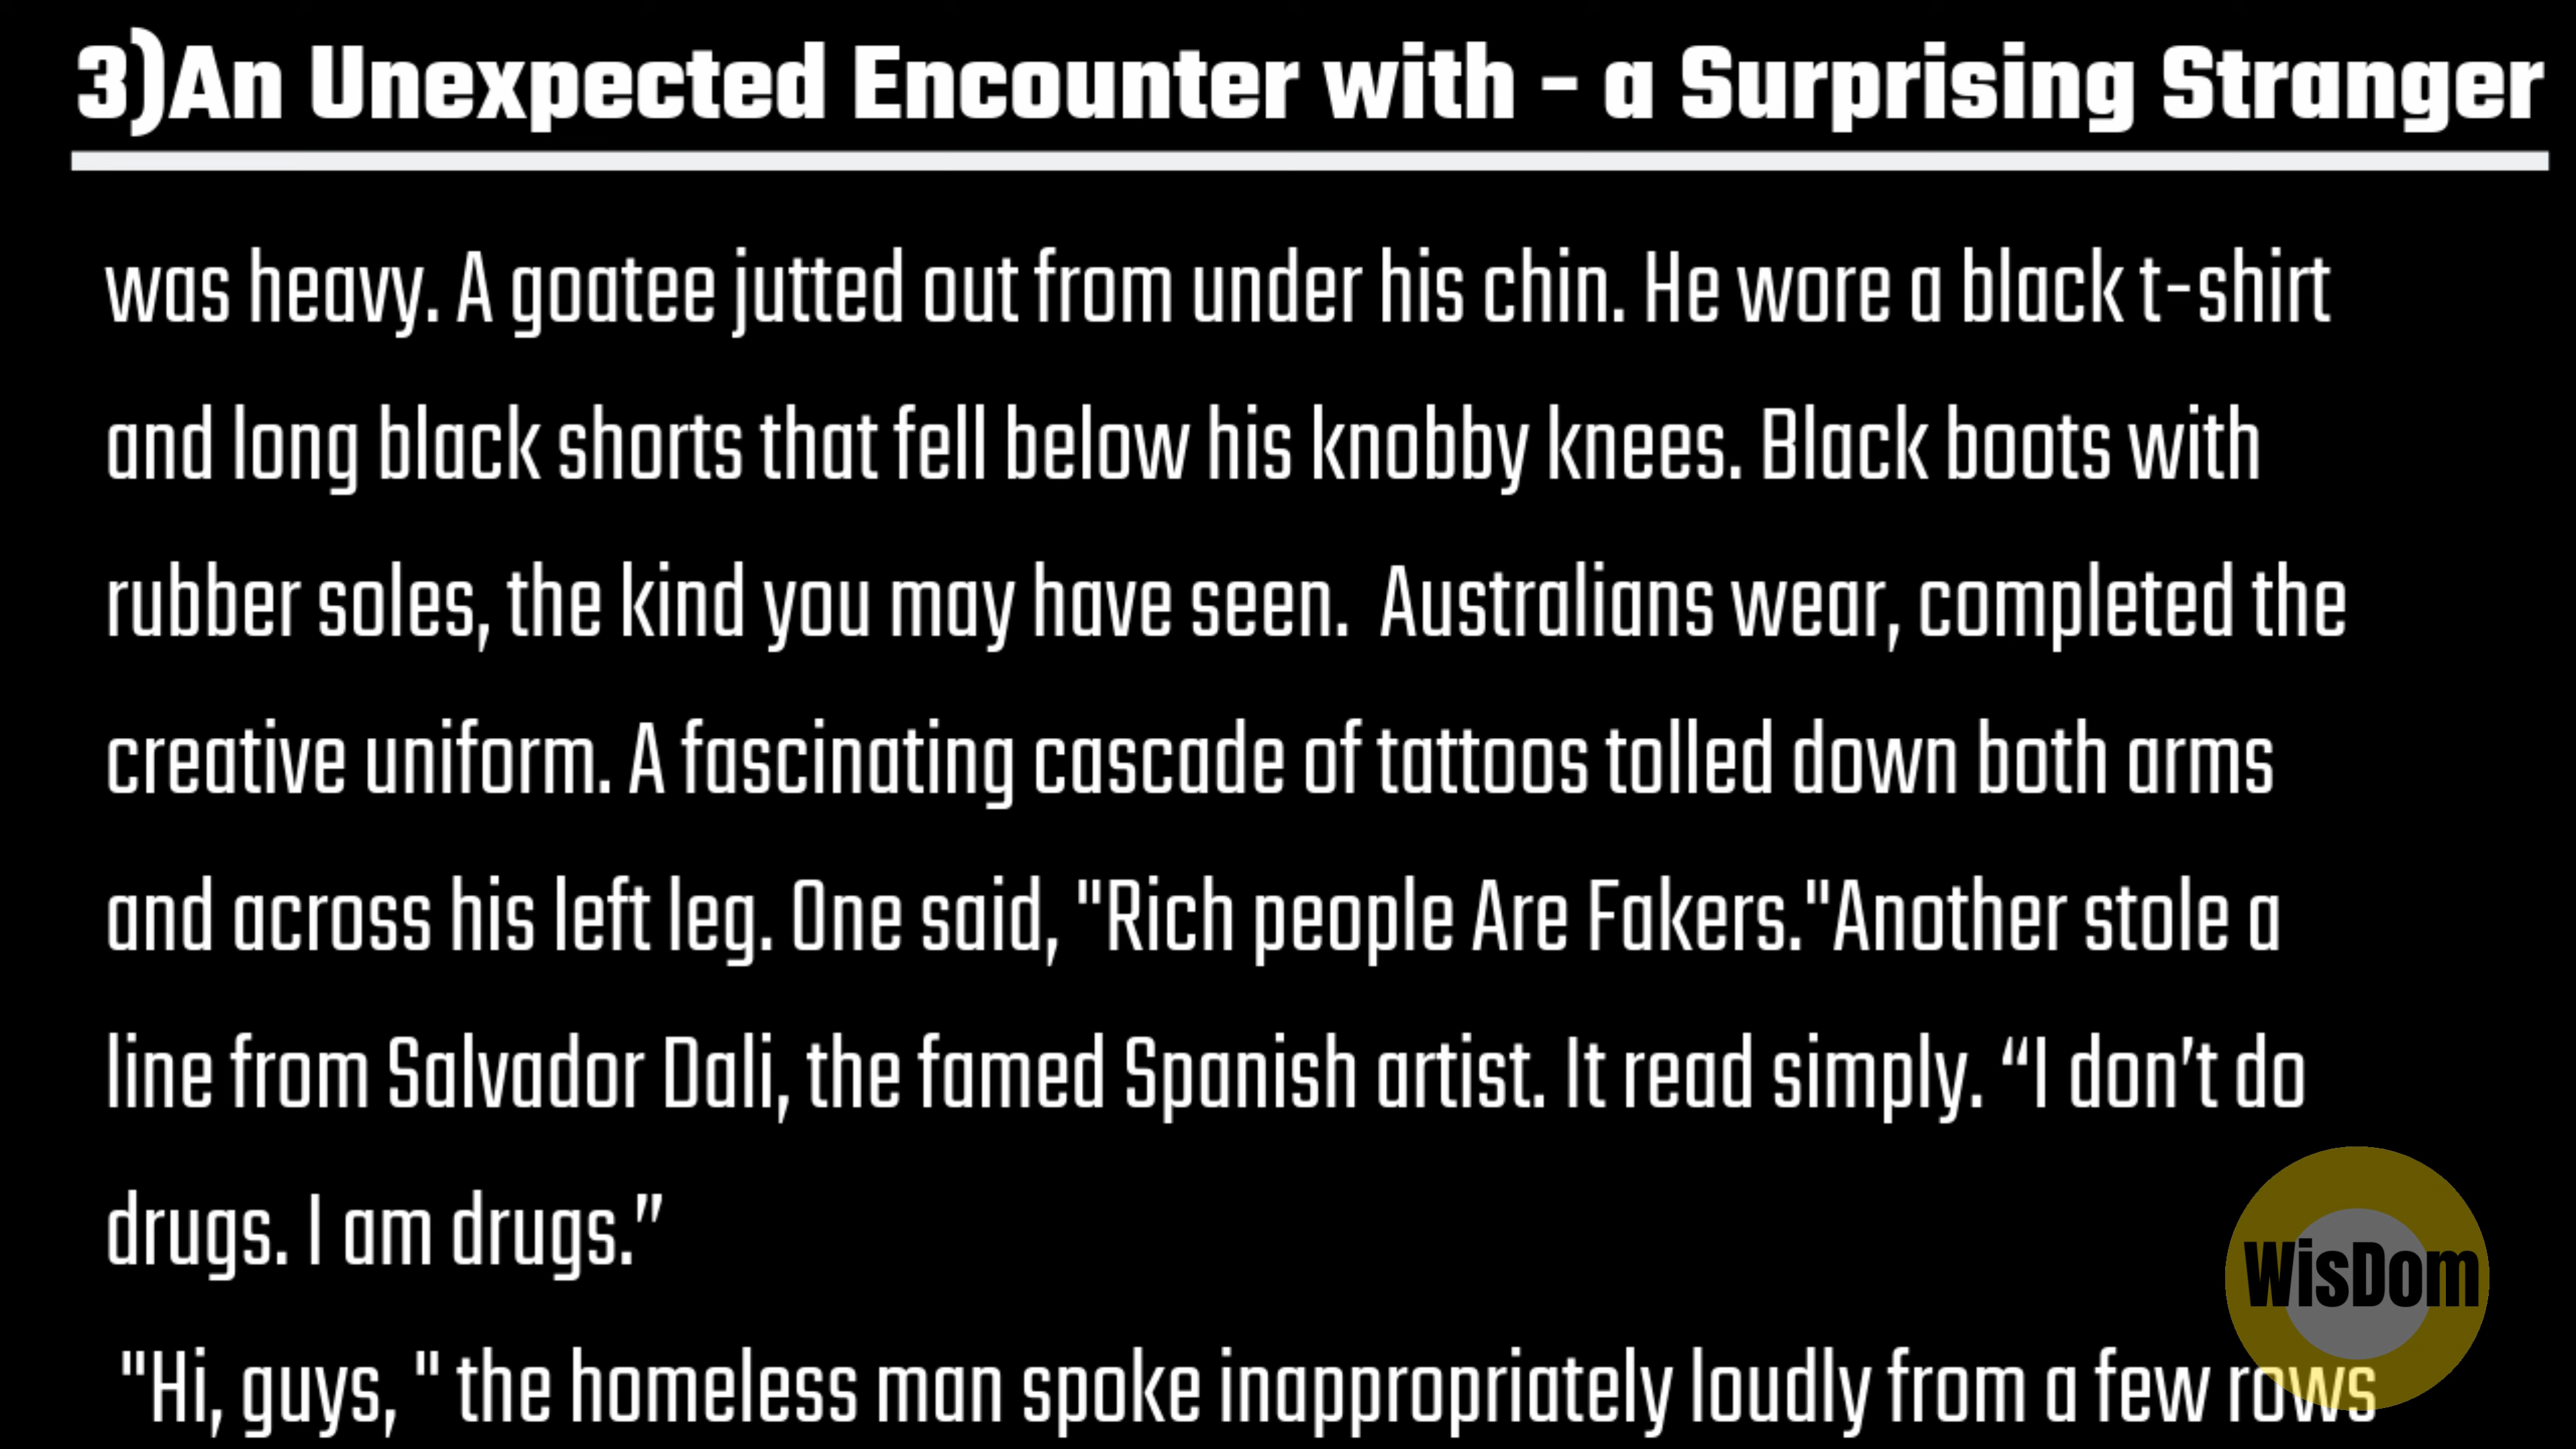 3)An Unexpected Encounter with - a Surprising Stranger
was heavy. A goatee jutted out from under his chin. He wore a black t-shirt
and long black shorts that fell below his knobby knees. Black boots with
rubber soles, the kind you may have seen.  Australians wear, completed the
creative uniform. A fascinating cascade of tattoos tolled down both arms
and across his left leg. One said, "Rich people Are Fakers."Another stole a
line from Salvador Dali, the famed Spanish artist. It read simply. “I don’t do
drugs. I am drugs.”
"Hi, guys, " the homeless man spoke inappropriately loudly from a few rows
WisDom